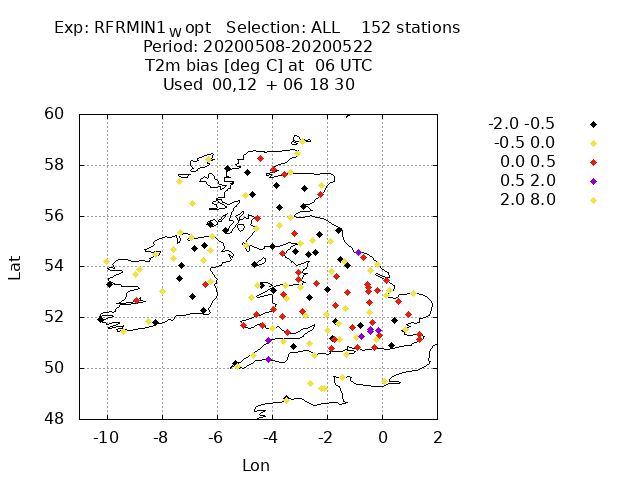 Exp: RFRMIN1_W opt   Selection: ALL    152 stations
Period: 20200508-20200522
T2m bias [deg C] at  06 UTC
Used  00,12  + 06 18 30
-2.0 -0.5
-0.5 0.0
0.0 0.5
0.5 2.0
2.0 8.0
60
58
56
54
52
50
48
Lat
-10 -8 -6 -4 -2 0 2
Lon